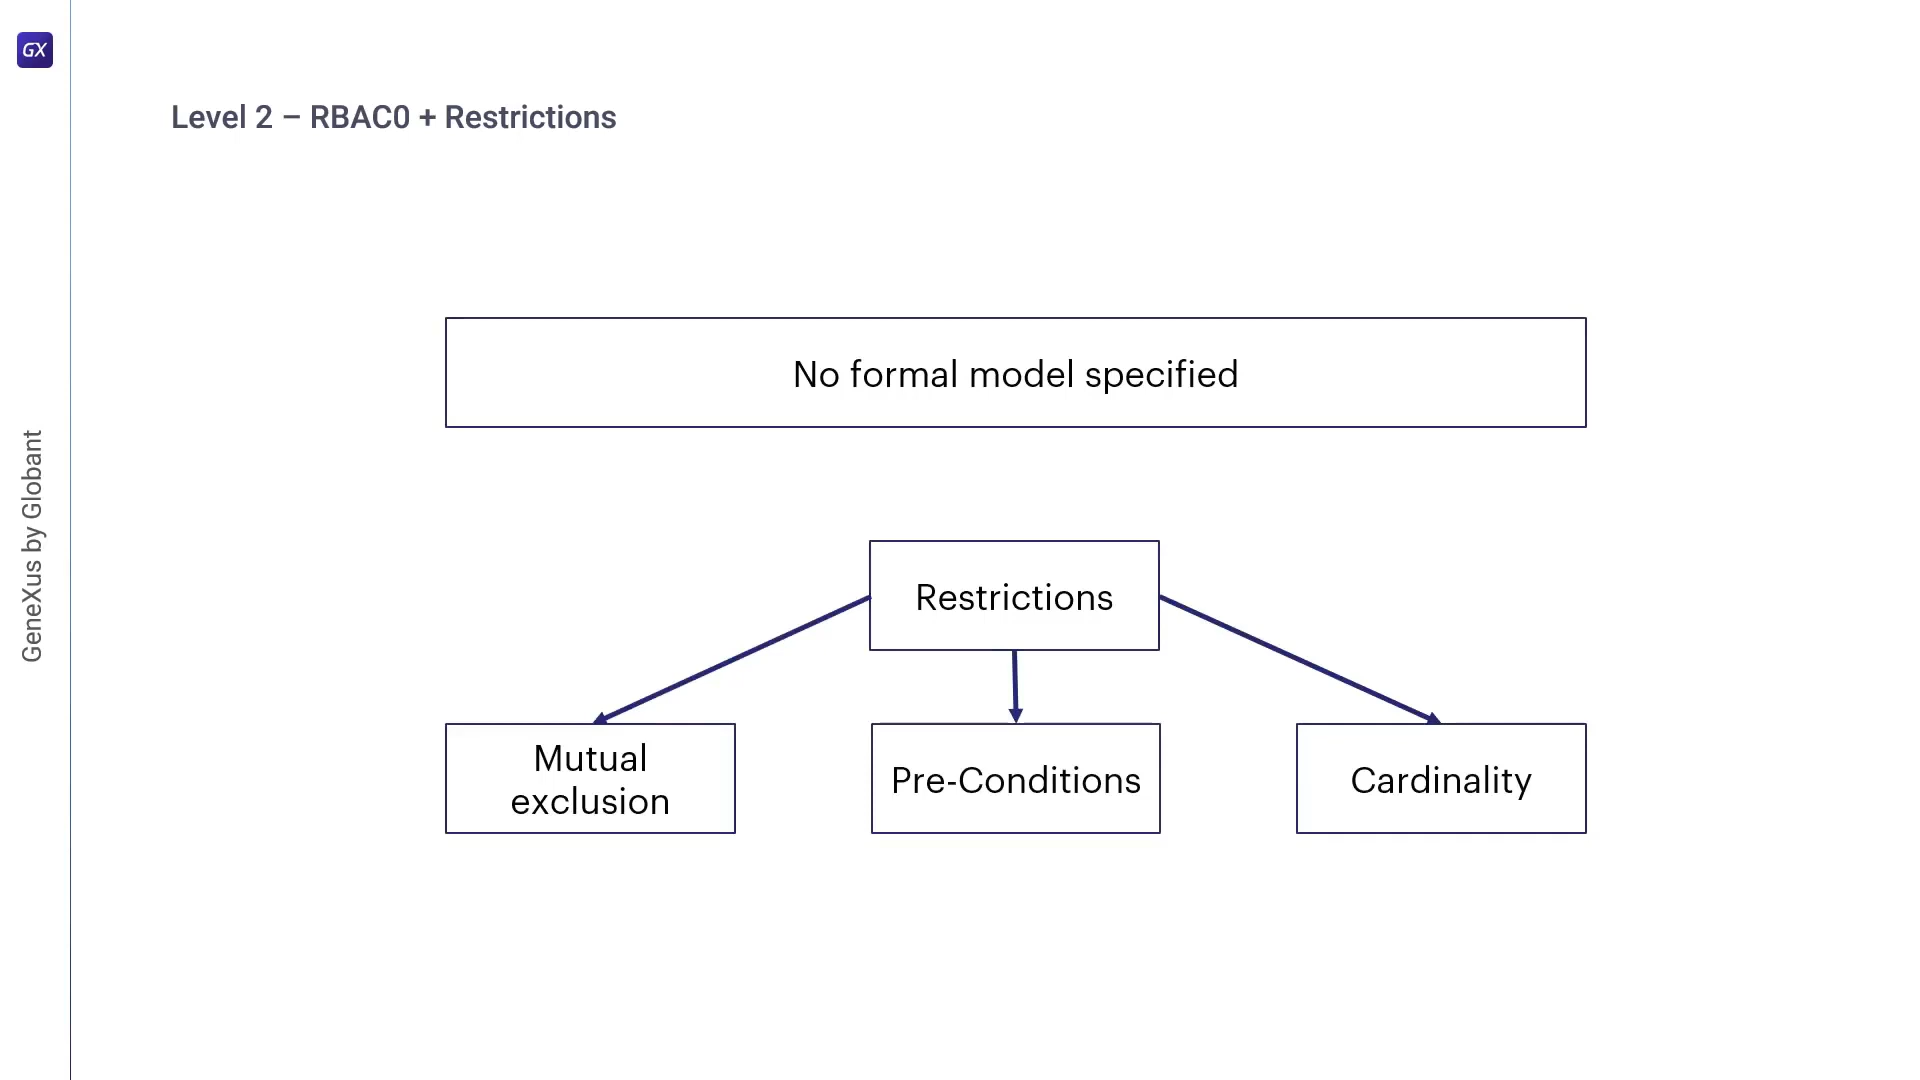 GX
Level 2 – RBAC0 + Restrictions
No formal model specified
Restrictions
Mutual
exclusion
Pre-Conditions
Cardinality
GeneXus by Globant